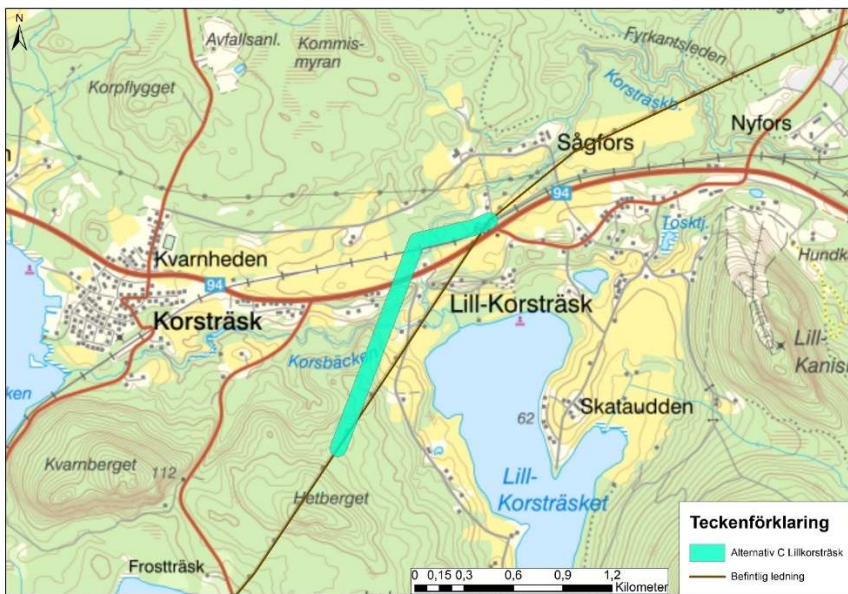 N
Avfallsanl.
Kommis-
myran
Fyrkantsleden
Korpflygget
Korsträskb.
Sågfors
Nyfors
94
Kvarnheden
Tosktj.
Hundka
94
Korsträsk
Lill-Korsträsk
Lill-
Kanisl
Korsbäcken
ken
Skataudden
62
Kvarnberget
112
Lill-
Korsträsket
Hetberget
Frostträsk
Teckenförklaring
Alternativ C Lillkorsträsk
Befintlig ledning
0 0,15 0,3 0,6 0,9 1,2
Kilometer